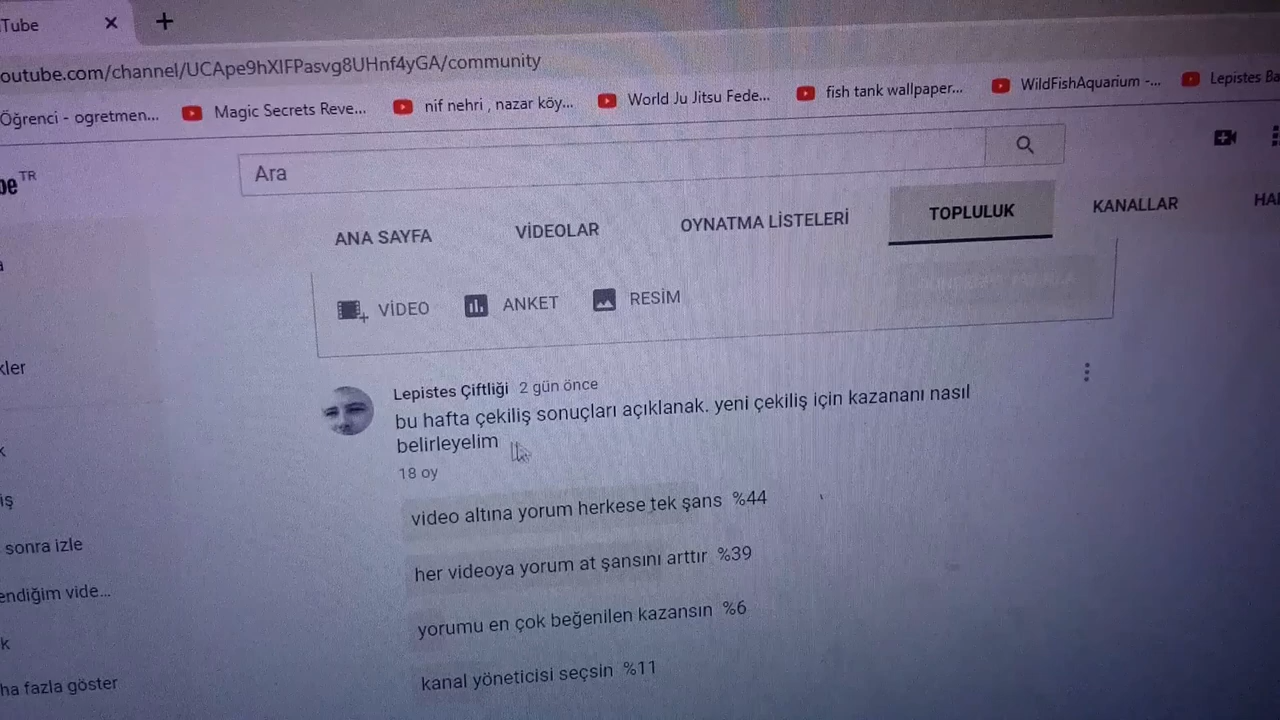 Tube
outube.com/channel/UCApe9hXIFPasvg8UHnf4yGA/community
Öğrenci - ogretmen...
Magic Secrets Reve...
nif nehri , nazar köy...
World Ju Jitsu Fede...
fish tank wallpaper...
WildFishAquarium -...
Lepistes Ba
be TR
Ara
ANA SAYFA
VİDEOLAR
OYNATMA LİSTELERİ
TOPLULUK
KANALLAR
HA
VİDEO
ANKET
RESİM
kler
Lepistes Çiftliği 2 gün önce
bu hafta çekiliş sonuçları açıklanak. yeni çekiliş için kazananı nasıl
belirleyelim
18 oy
video altına yorum herkese tek şans %44
iş
her videoya yorum at şansını arttır %39
sonra izle
endiğim vide...
yorumu en çok beğenilen kazansın %6
k
kanal yöneticisi seçsin %11
ha fazla göster